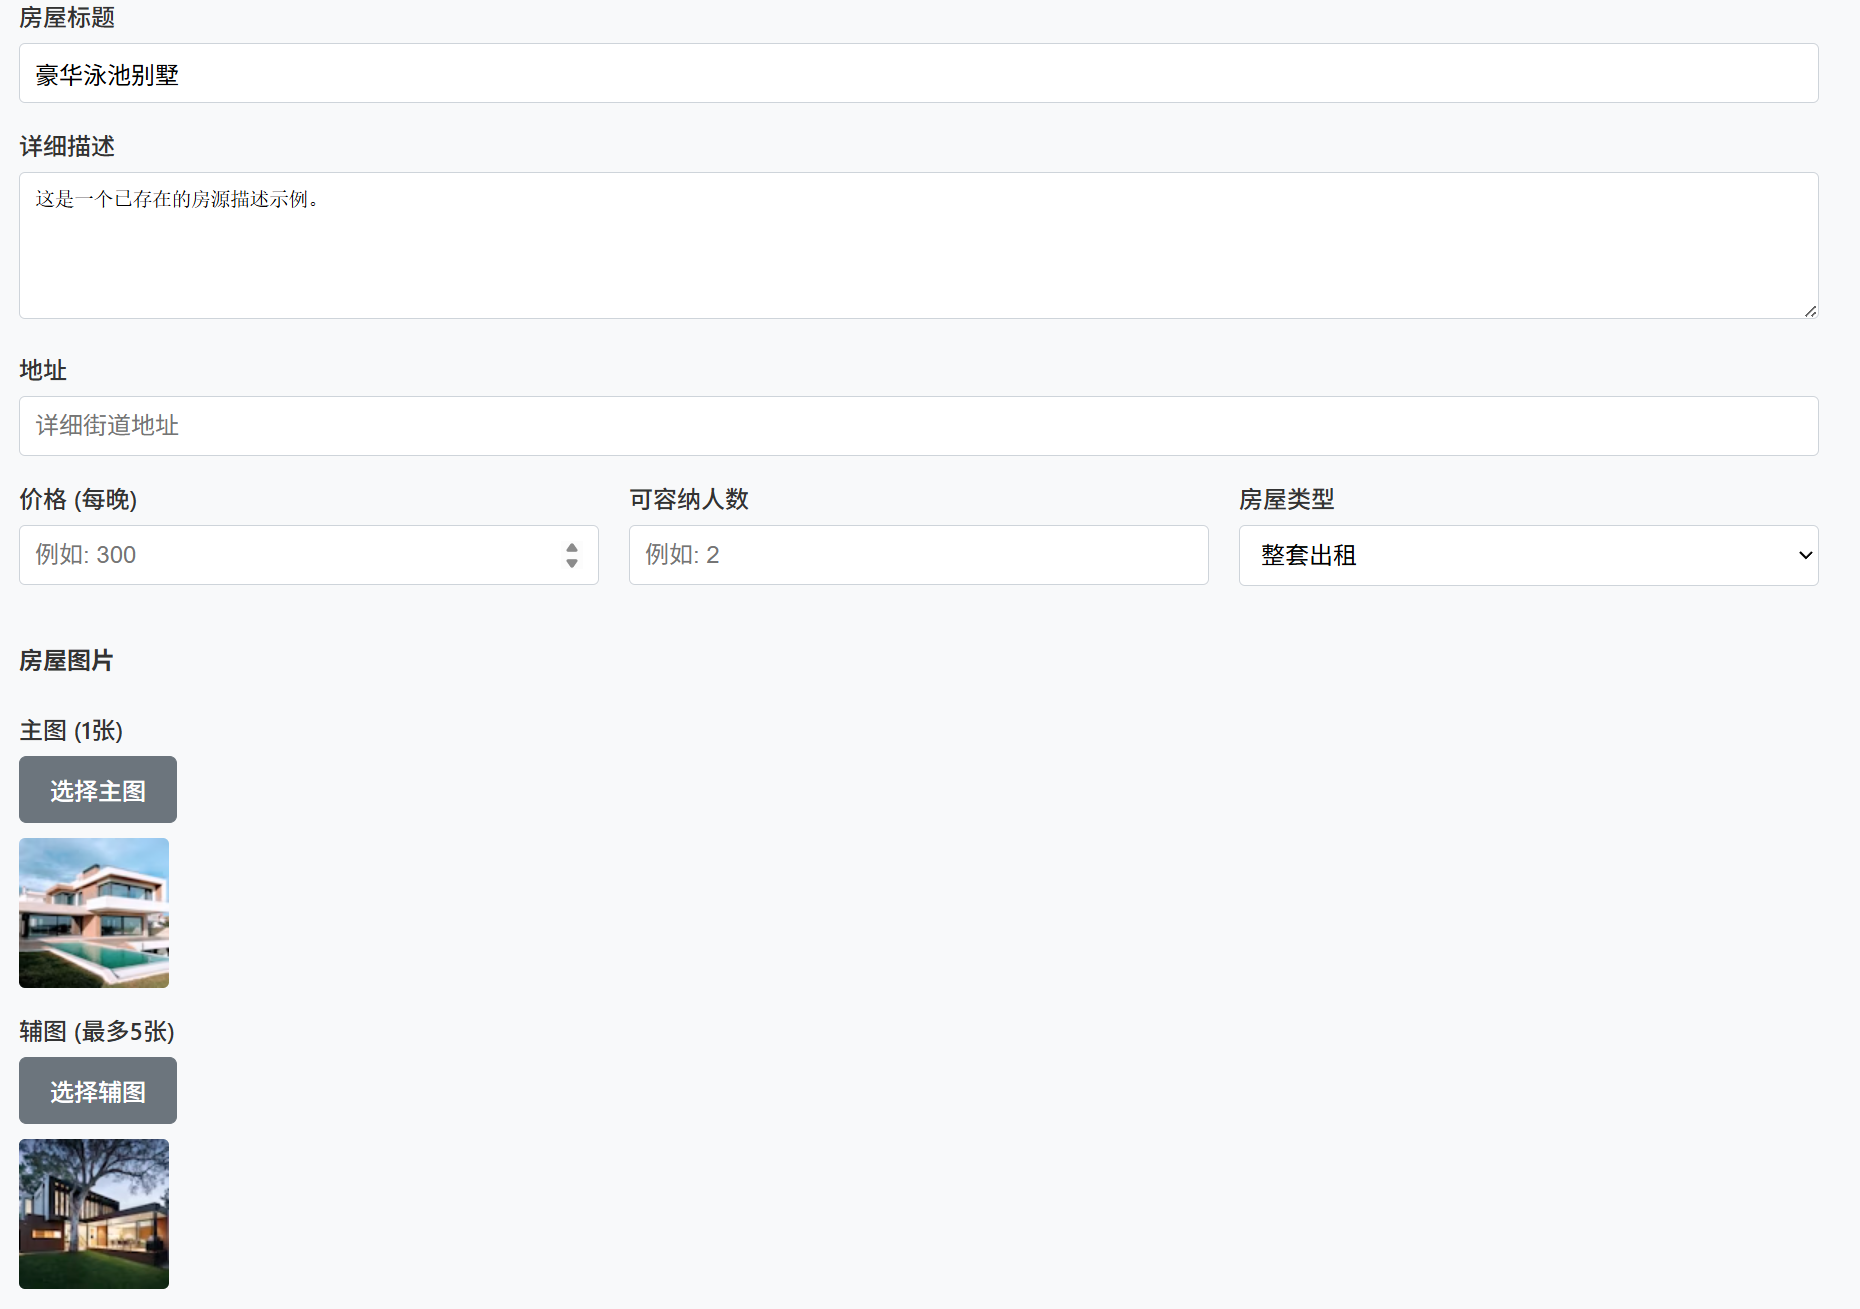 房屋标题
豪华泳池别墅
详细描述
这是一个已存在的房源描述示例。
地址
详细街道地址
价格 (每晚)
可容纳人数
房屋类型
例如: 300
例如: 2
整套出租
房屋图片
主图 (1张)
选择主图
辅图 (最多5张)
选择辅图